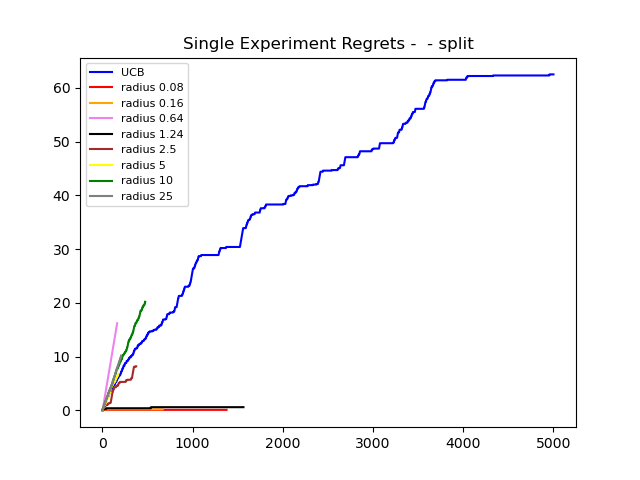 Single Experiment Regrets -  - split
UCB
radius 0.08
radius 0.16
radius 0.64
radius 1.24
radius 2.5
radius 5
radius 10
radius 25
60
50
40
30
20
10
0
0 1000 2000 3000 4000 5000